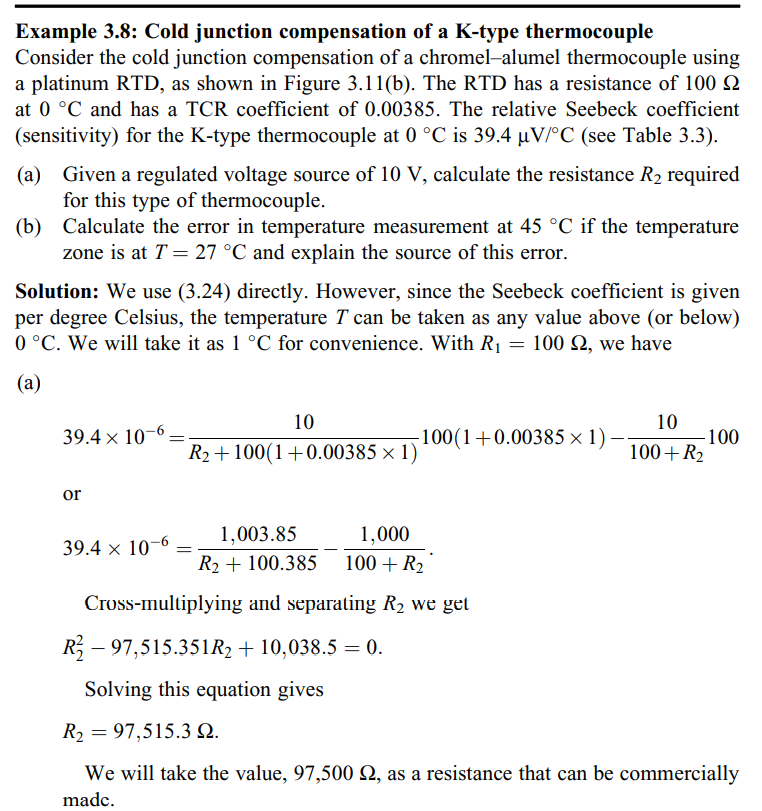 Example 3.8: Cold junction compensation of a K-type thermocouple
Consider the cold junction compensation of a chromel–alumel thermocouple using
a platinum RTD, as shown in Figure 3.11(b). The RTD has a resistance of 100 Ω
at 0 °C and has a TCR coefficient of 0.00385. The relative Seebeck coefficient
(sensitivity) for the K-type thermocouple at 0 °C is 39.4 μV/°C (see Table 3.3).
(a) Given a regulated voltage source of 10 V, calculate the resistance R₂ required
for this type of thermocouple.
(b) Calculate the error in temperature measurement at 45 °C if the temperature
zone is at T = 27 °C and explain the source of this error.
Solution: We use (3.24) directly. However, since the Seebeck coefficient is given
per degree Celsius, the temperature T can be taken as any value above (or below)
0 °C. We will take it as 1 °C for convenience. With R₁ = 100 Ω, we have
(a)
39.4 × 10⁻⁶ = 10 / (R₂ + 100(1 + 0.00385 × 1)) 100(1 + 0.00385 × 1) − 10 / (100 + R₂) 100
or
39.4 × 10⁻⁶ = 1,003.85 / (R₂ + 100.385) − 1,000 / (100 + R₂).
Cross-multiplying and separating R₂ we get
R₂² − 97,515.351R₂ + 10,038.5 = 0.
Solving this equation gives
R₂ = 97,515.3 Ω.
We will take the value, 97,500 Ω, as a resistance that can be commercially
made.